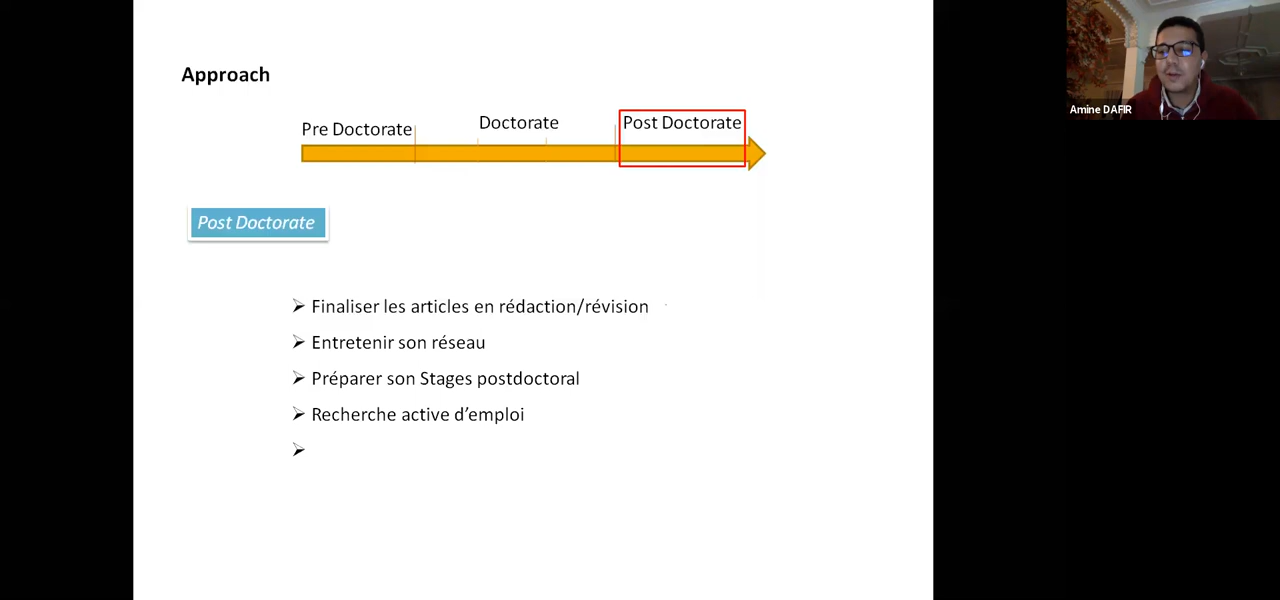 Approach
Pre Doctorate
Doctorate
Post Doctorate
Post Doctorate
Finaliser les articles en rédaction/révision
Entretenir son réseau
Préparer son Stages postdoctoral
Recherche active d’emploi
Amine DAFIR